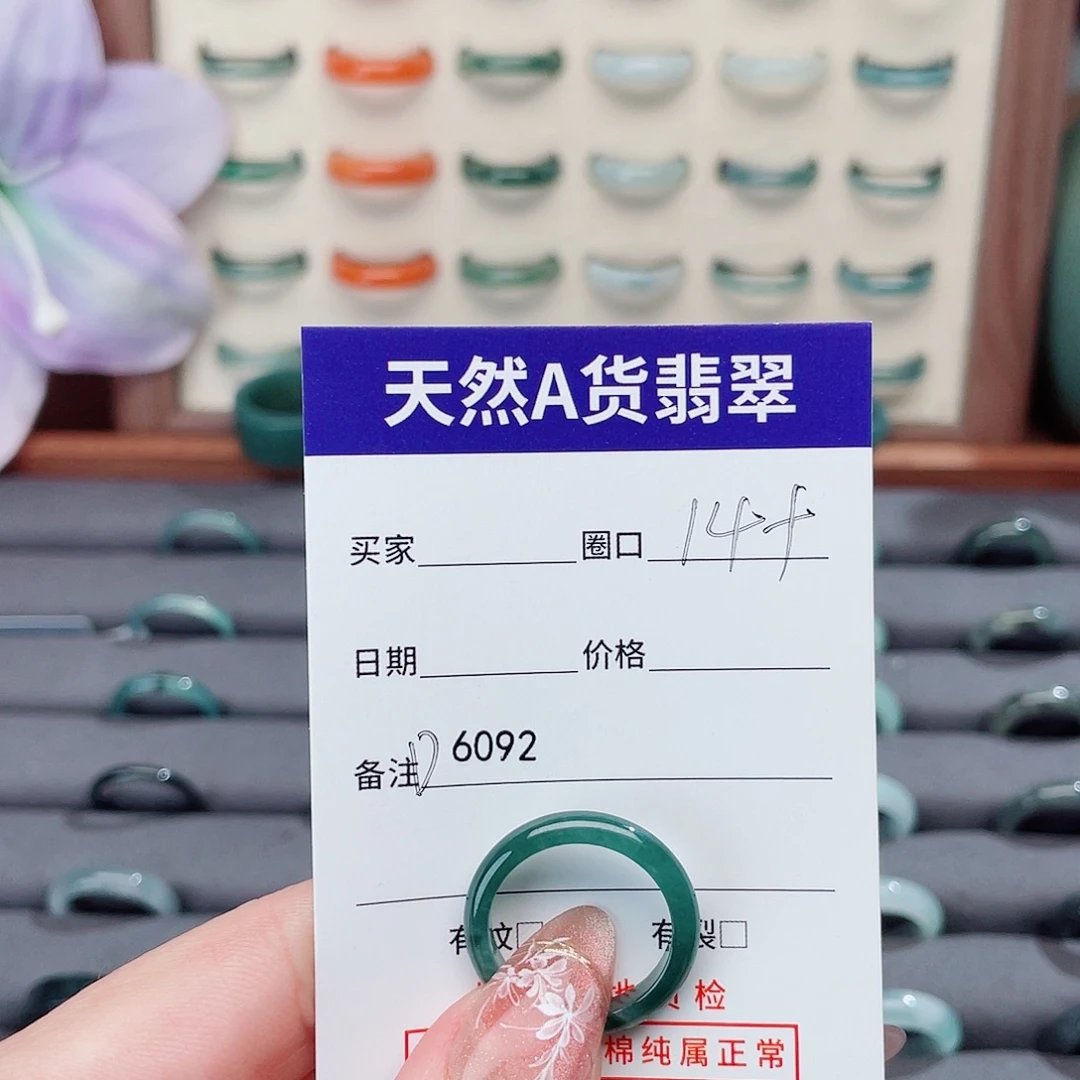 天然A货翡翠
买家 圈口 14+
日期 价格
备注 D 6092
有纹 有裂
质检
棉纯属正常